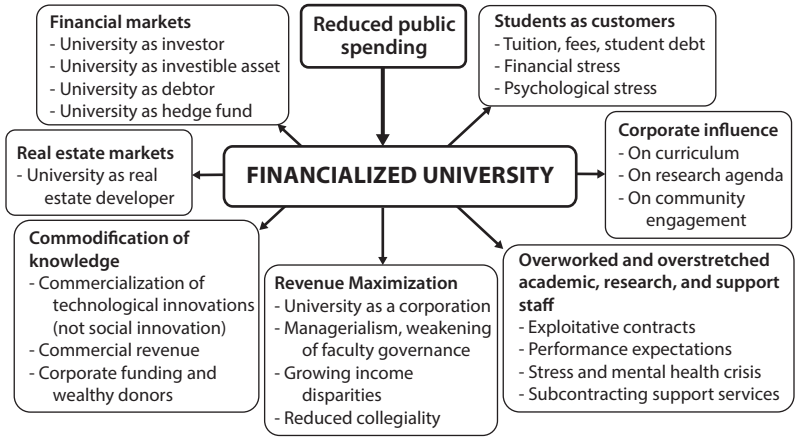 Financial markets
- University as investor
- University as investible asset
- University as debtor
- University as hedge fund
Reduced public
spending
Students as customers
- Tuition, fees, student debt
- Financial stress
- Psychological stress
Real estate markets
- University as real
estate developer
FINANCIALIZED UNIVERSITY
Corporate influence
- On curriculum
- On research agenda
- On community
engagement
Commodification of
knowledge
- Commercialization of
technological innovations
(not social innovation)
- Commercial revenue
- Corporate funding and
wealthy donors
Revenue Maximization
- University as a corporation
- Managerialism, weakening
of faculty governance
- Growing income
disparities
- Reduced collegiality
Overworked and overstretched
academic, research, and support
staff
- Exploitative contracts
- Performance expectations
- Stress and mental health crisis
- Subcontracting support services